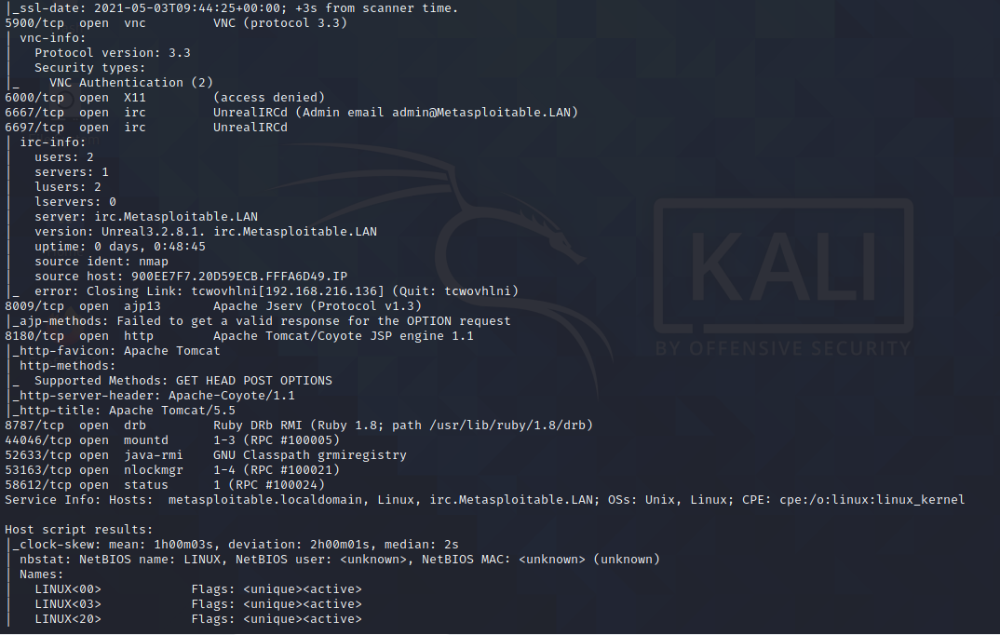 |_ssl-date: 2021-05-03T09:44:25+00:00; +3s from scanner time.
5900/tcp  open  vnc         VNC (protocol 3.3)
| vnc-info:
|   Protocol version: 3.3
|   Security types:
|_    VNC Authentication (2)
6000/tcp  open  X11         (access denied)
6667/tcp  open  irc         UnrealIRCd (Admin email admin@Metasploitable.LAN)
6697/tcp  open  irc         UnrealIRCd
| irc-info:
|   users: 2
|   servers: 1
|   lusers: 2
|   lservers: 0
|   server: irc.Metasploitable.LAN
|   version: Unreal3.2.8.1. irc.Metasploitable.LAN
|   uptime: 0 days, 0:48:45
|   source ident: nmap
|   source host: 900EE7F7.20D59ECB.FFFA6D49.IP
|_  error: Closing Link: tcwovhlni[192.168.216.136] (Quit: tcwovhlni)
8009/tcp  open  ajp13       Apache Jserv (Protocol v1.3)
|_ajp-methods: Failed to get a valid response for the OPTION request
8180/tcp  open  http        Apache Tomcat/Coyote JSP engine 1.1
|_http-favicon: Apache Tomcat
| http-methods:
|_  Supported Methods: GET HEAD POST OPTIONS
|_http-server-header: Apache-Coyote/1.1
|_http-title: Apache Tomcat/5.5
8787/tcp  open  drb         Ruby DRb RMI (Ruby 1.8; path /usr/lib/ruby/1.8/drb)
44046/tcp open  mountd      1-3 (RPC #100005)
52633/tcp open  java-rmi    GNU Classpath grmiregistry
53163/tcp open  nlockmgr    1-4 (RPC #100021)
58612/tcp open  status      1 (RPC #100024)
Service Info: Hosts:  metasploitable.localdomain, Linux, irc.Metasploitable.LAN; OSs: Unix, Linux; CPE: cpe:/o:linux:linux_kernel

Host script results:
|_clock-skew: mean: 1h00m03s, deviation: 2h00m01s, median: 2s
| nbstat: NetBIOS name: LINUX, NetBIOS user: <unknown>, NetBIOS MAC: <unknown> (unknown)
| Names:
|   LINUX<00>            Flags: <unique><active>
|   LINUX<03>            Flags: <unique><active>
|   LINUX<20>            Flags: <unique><active>
KALI
BY OFFENSIVE SECURITY